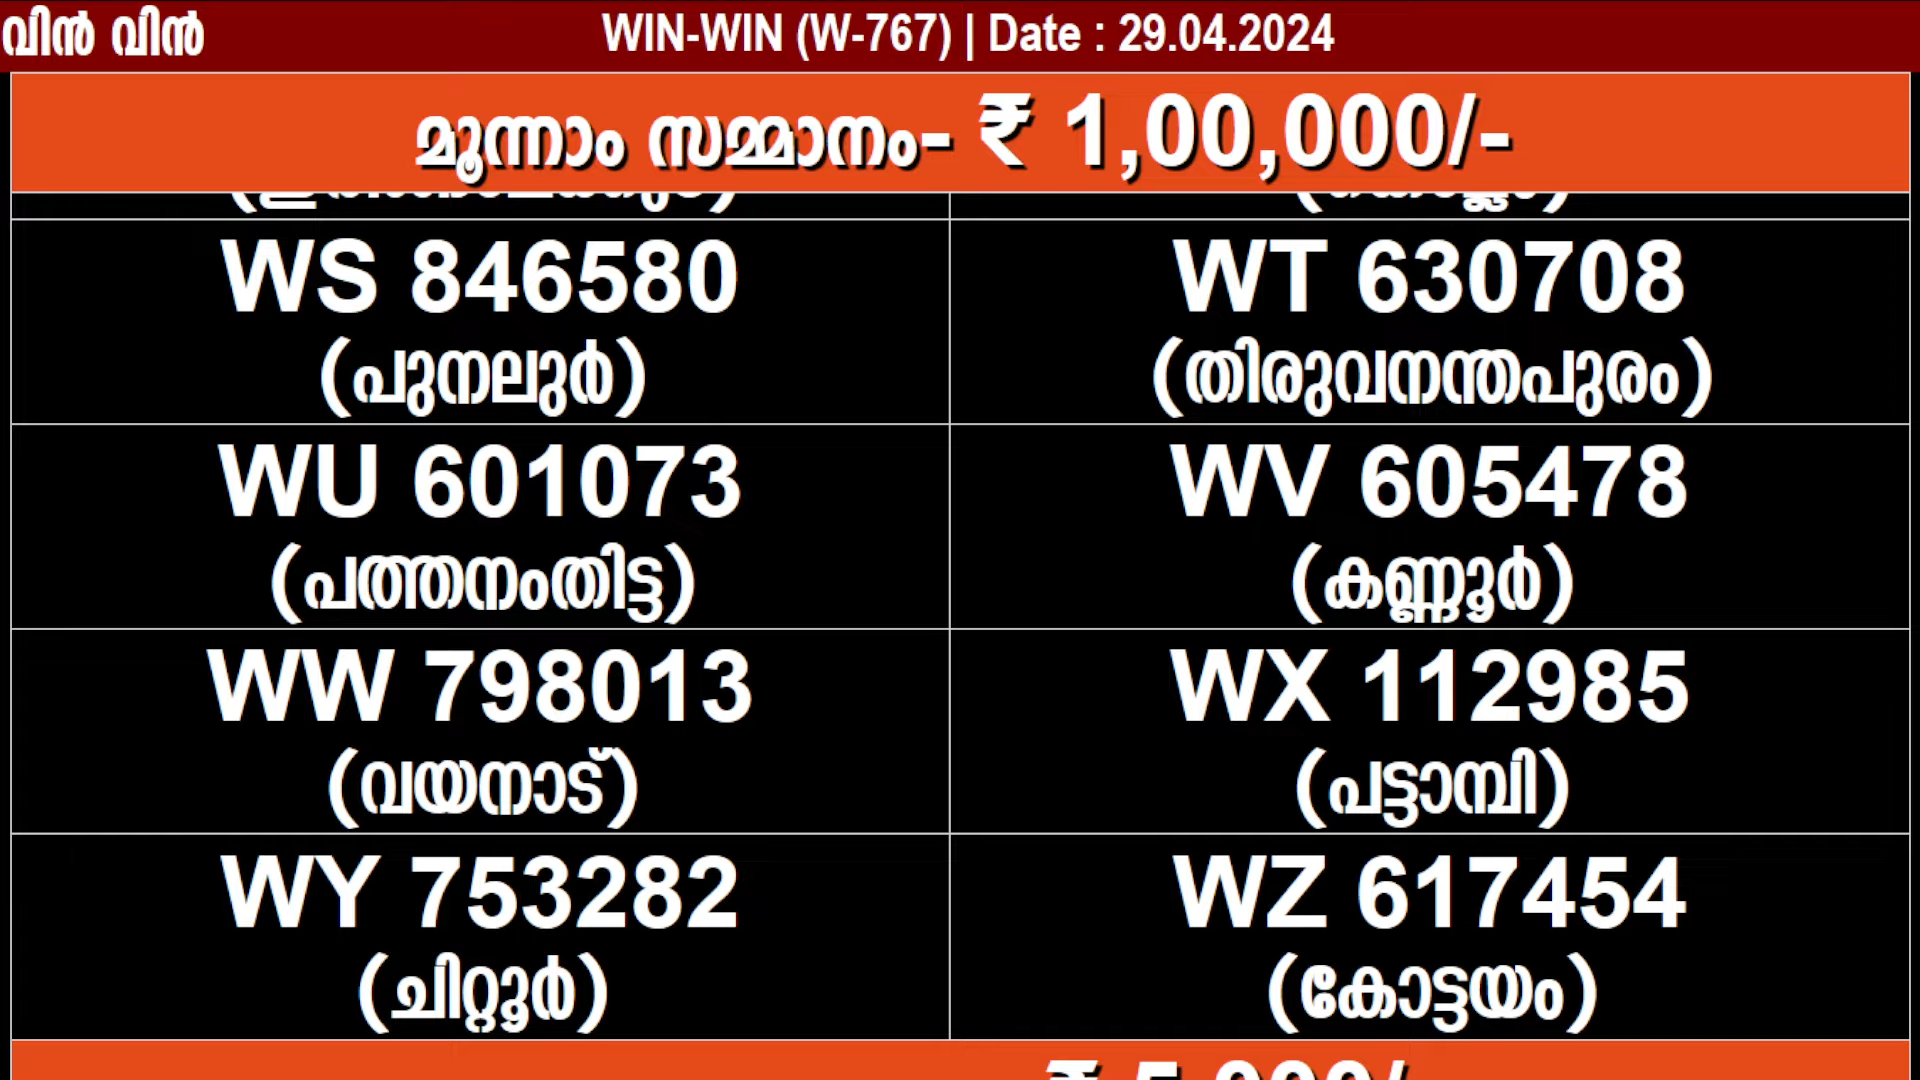 വിൻ വിൻ
WIN-WIN (W-767) | Date : 29.04.2024
മൂന്നാം സമ്മാനം- ₹ 1,00,000/-
WS 846580
(പുനലുർ)
WT 630708
(തിരുവനന്തപുരം)
WU 601073
(പത്തനംതിട്ട)
WV 605478
(കണ്ണൂർ)
WW 798013
(വയനാട്)
WX 112985
(പട്ടാമ്പി)
WY 753282
(ചിറ്റൂർ)
WZ 617454
(കോട്ടയം)